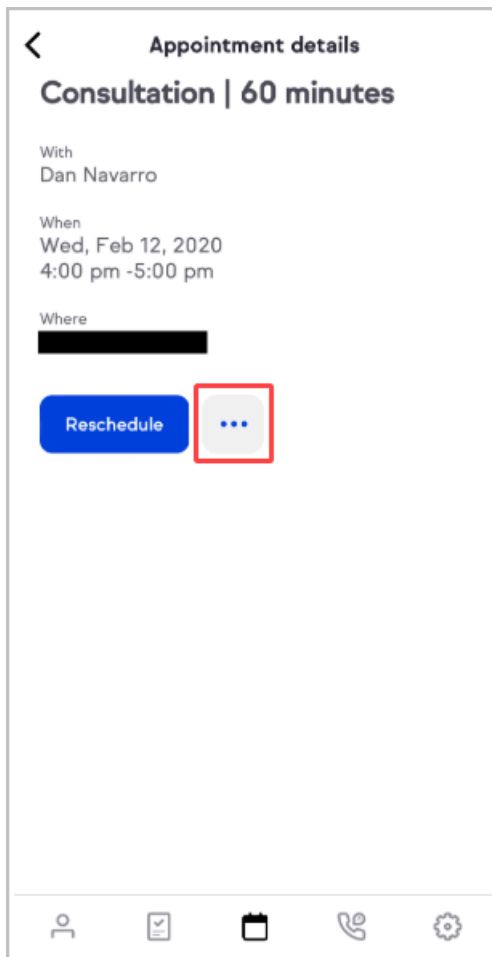 Appointment details
Consultation | 60 minutes
With
Dan Navarro
When
Wed, Feb 12, 2020
4:00 pm -5:00 pm
Where
Reschedule